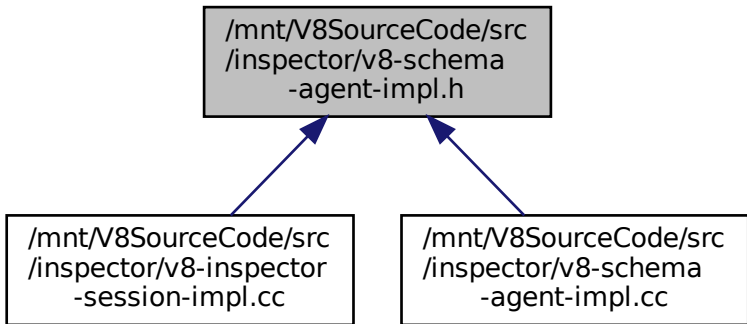 /mnt/V8SourceCode/src
/inspector/v8-schema
-agent-impl.h
/mnt/V8SourceCode/src
/inspector/v8-inspector
-session-impl.cc
/mnt/V8SourceCode/src
/inspector/v8-schema
-agent-impl.cc